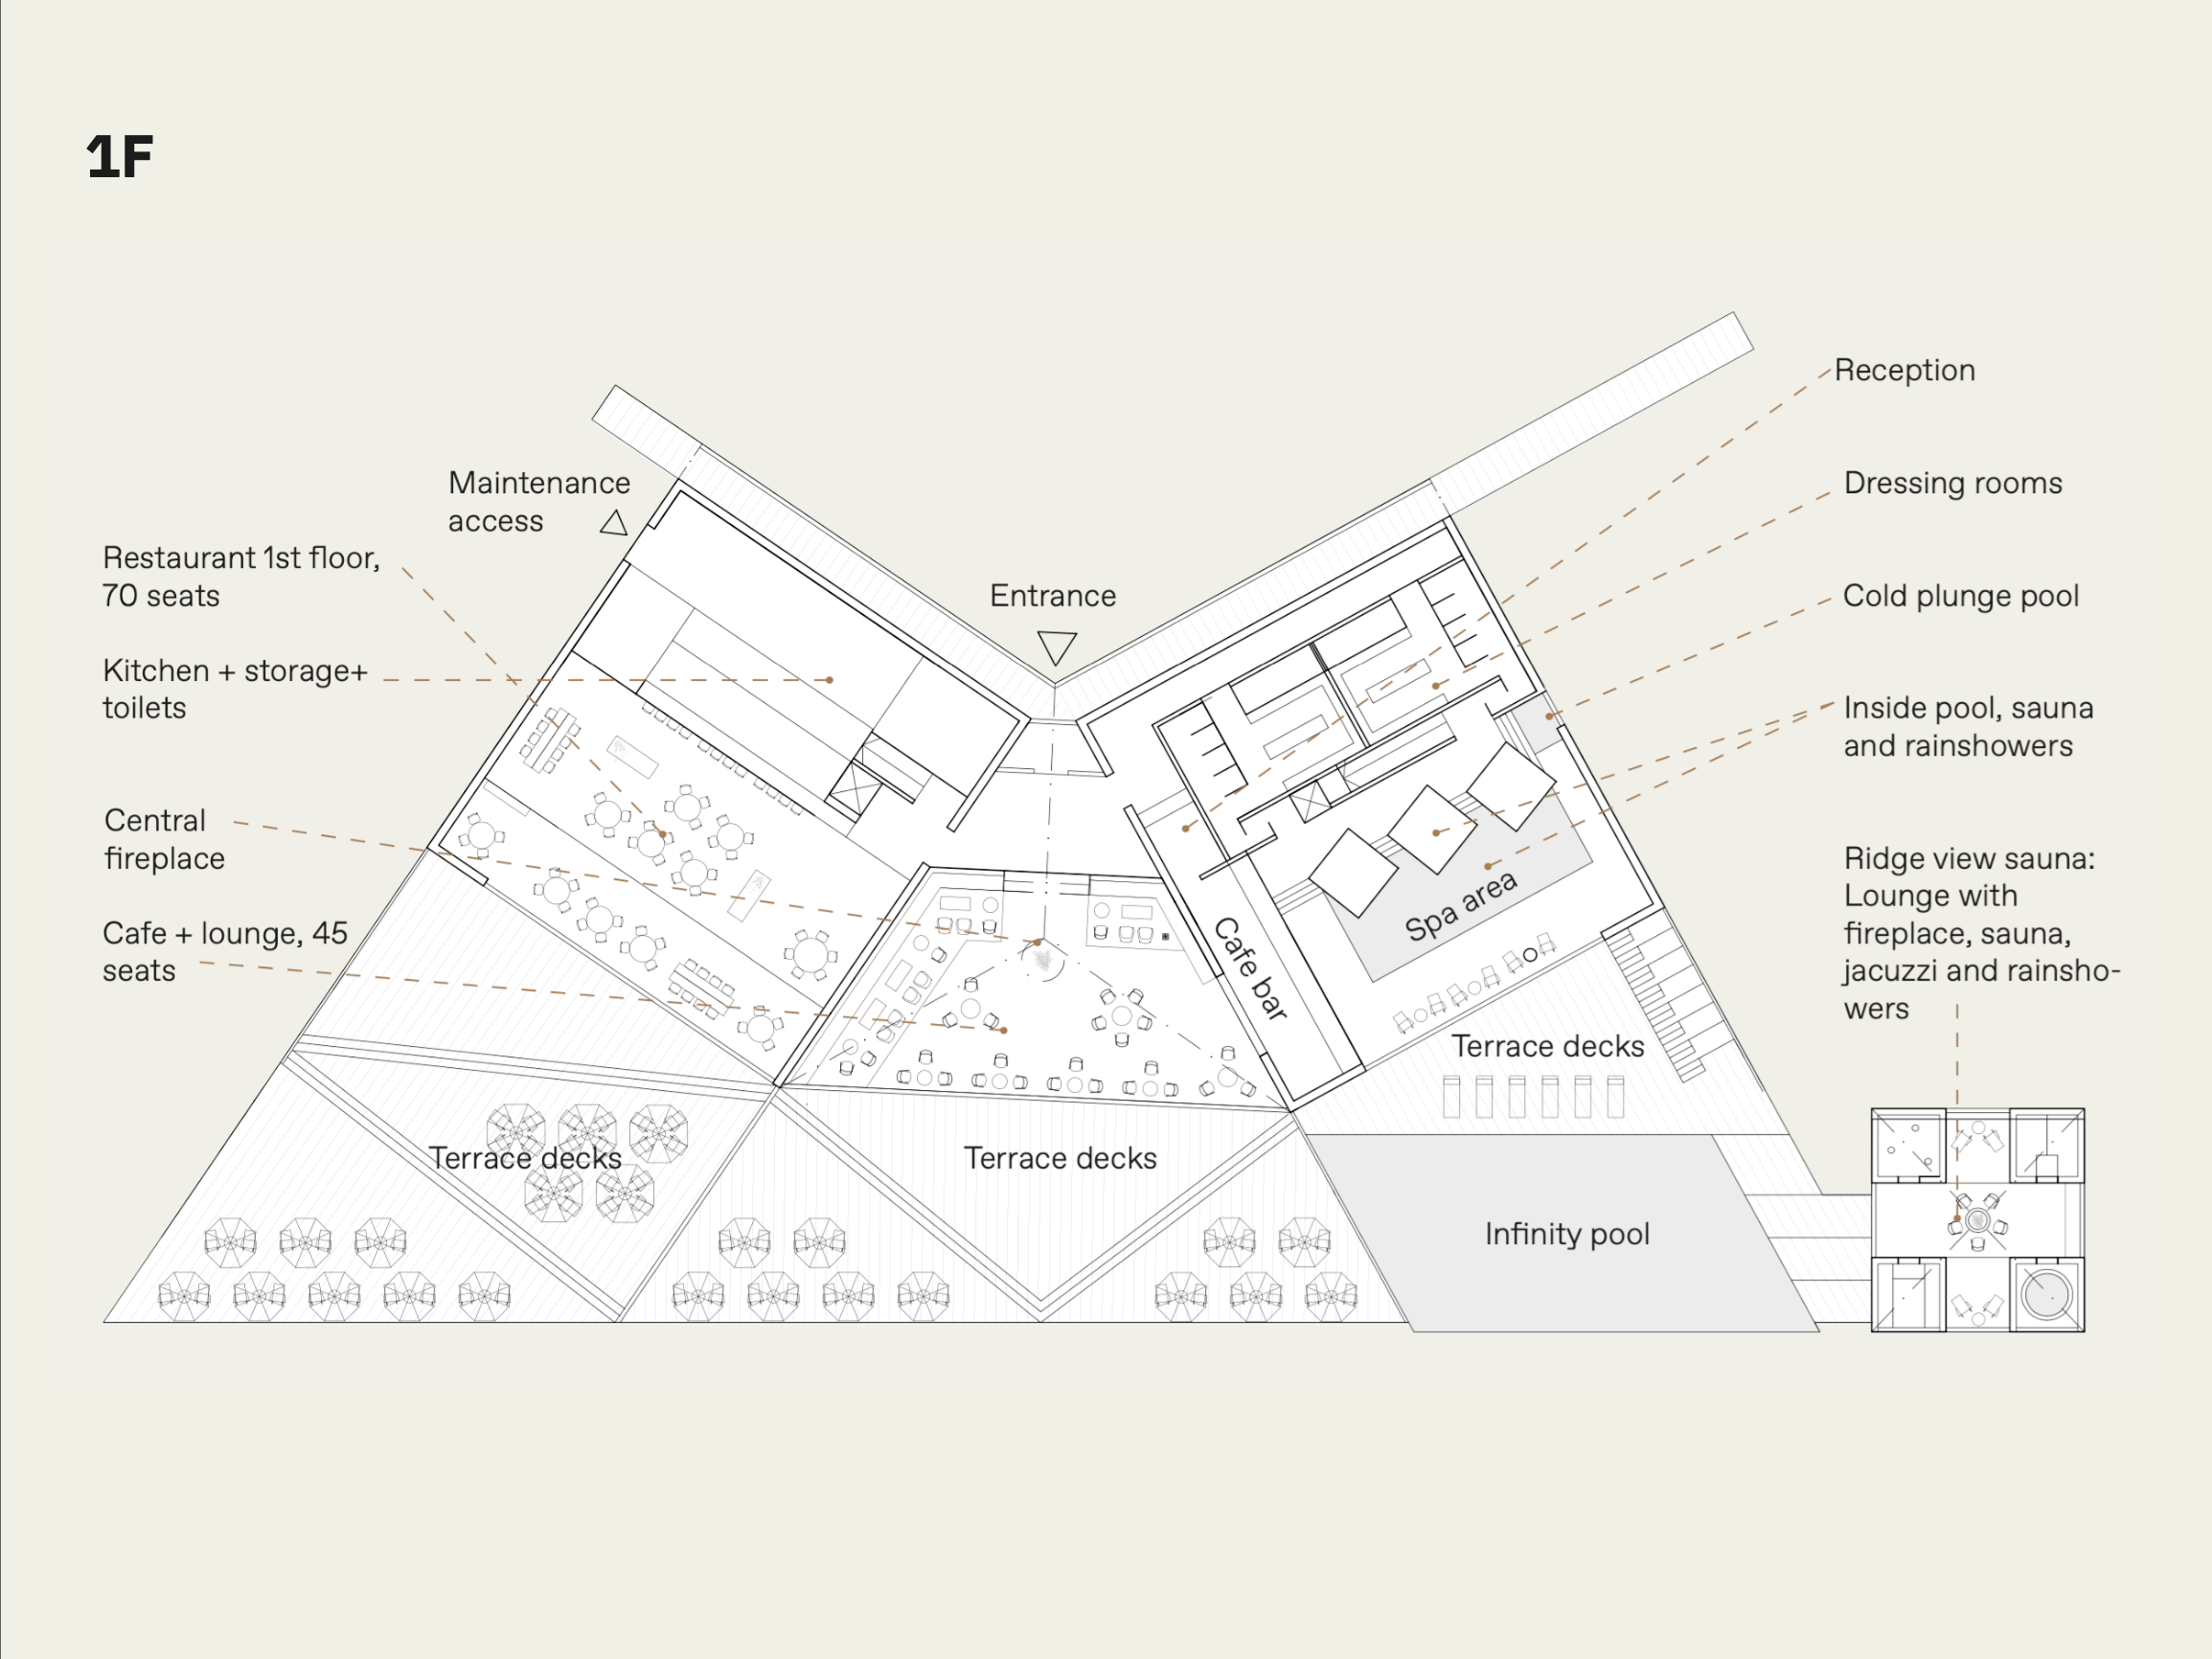 1F
Maintenance
access
Restaurant 1st floor,
70 seats
Kitchen + storage+
toilets
Central
fireplace
Cafe + lounge, 45
seats
Entrance
Reception
Dressing rooms
Cold plunge pool
Inside pool, sauna
and rainshowers
Ridge view sauna:
Lounge with
fireplace, sauna,
jacuzzi and rainsho-
wers
Cafe bar
Spa area
Terrace decks
Terrace decks
Terrace decks
Infinity pool